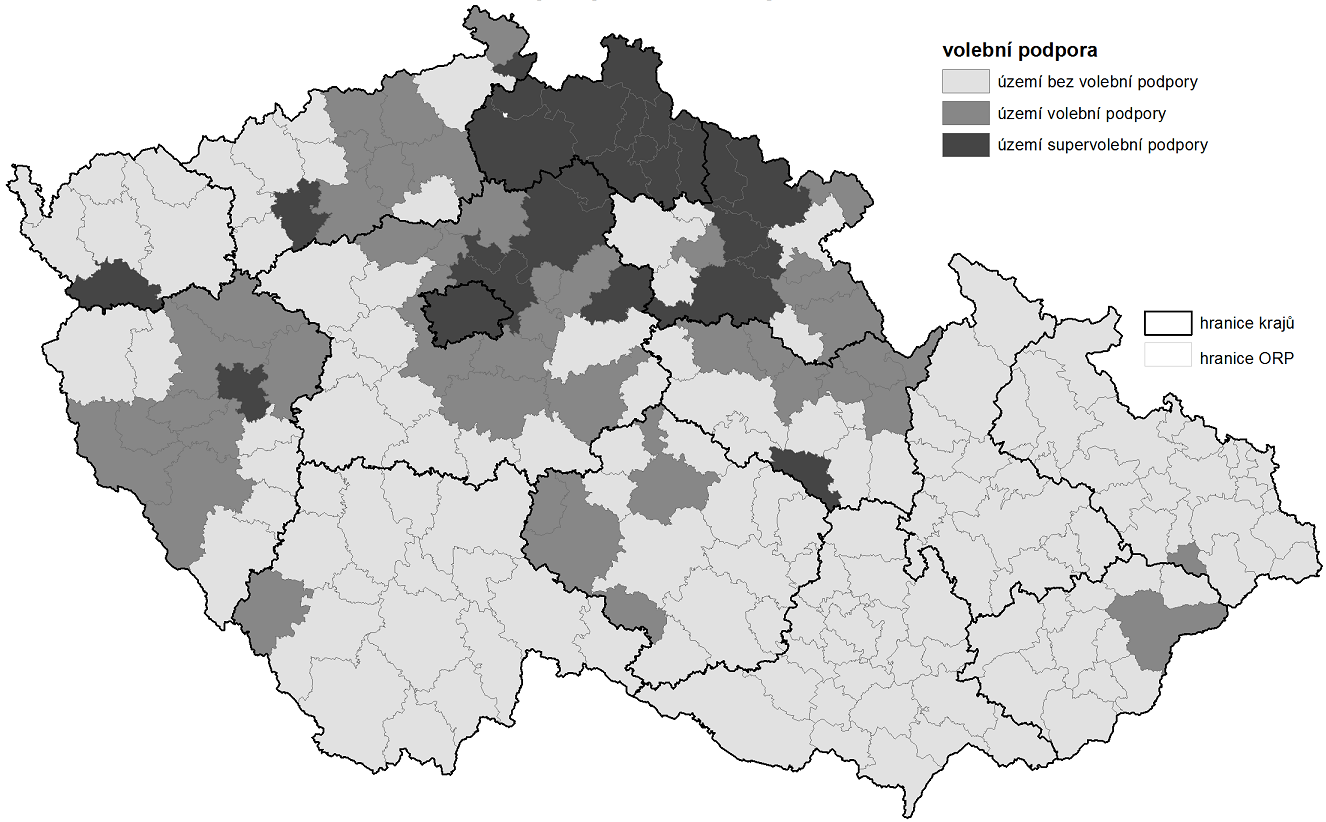 volební podpora
území bez volební podpory
území volební podpory
území supervolební podpory
hranice krajů
hranice ORP